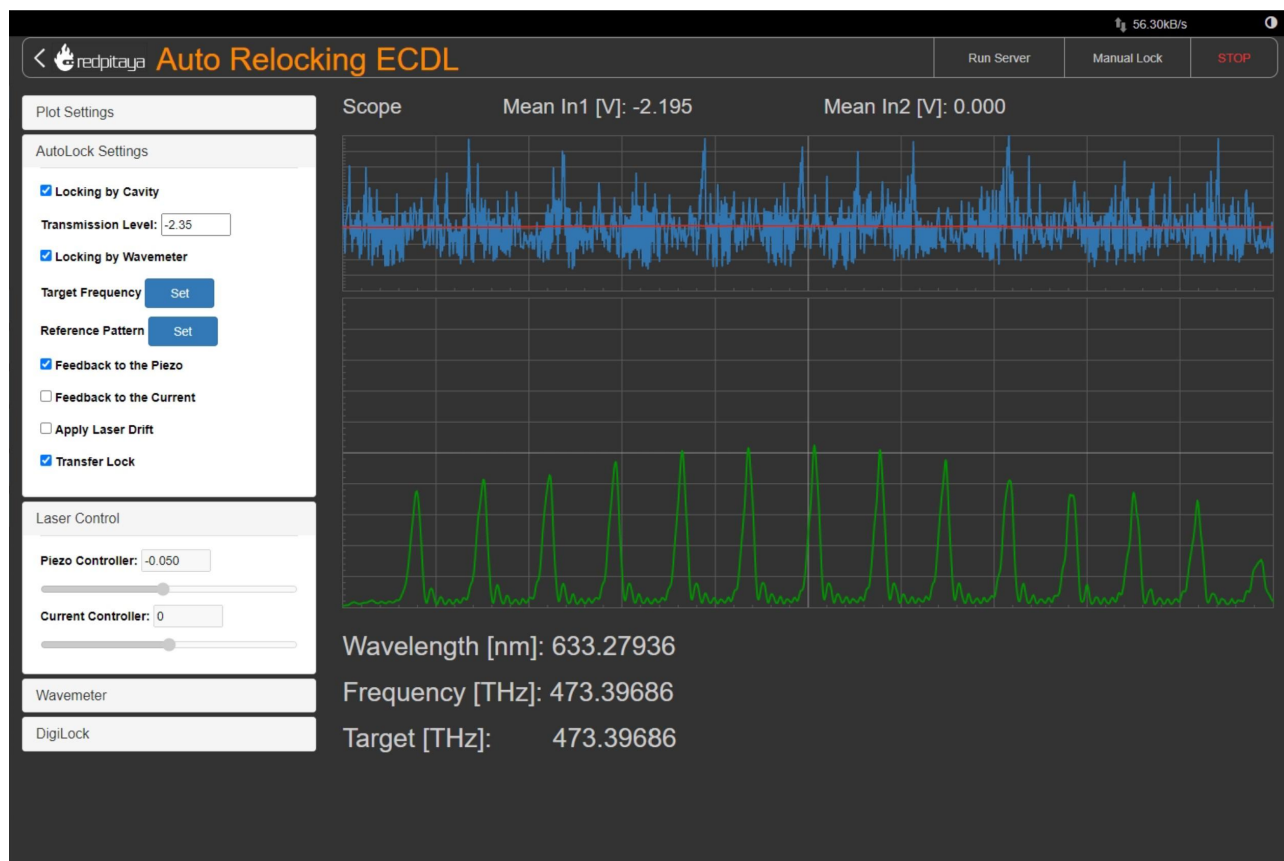 56.30kB/s
redpitaya Auto Relocking ECDL
Run Server
Manual Lock
STOP
Plot Settings
AutoLock Settings
Locking by Cavity
Transmission Level: -2.35
Locking by Wavemeter
Target Frequency Set
Reference Pattern Set
Feedback to the Piezo
Feedback to the Current
Apply Laser Drift
Transfer Lock
Laser Control
Piezo Controller: -0.050
Current Controller: 0
Wavemeter
DigiLock
Scope
Mean In1 [V]: -2.195
Mean In2 [V]: 0.000
Wavelength [nm]: 633.27936
Frequency [THz]: 473.39686
Target [THz]: 473.39686